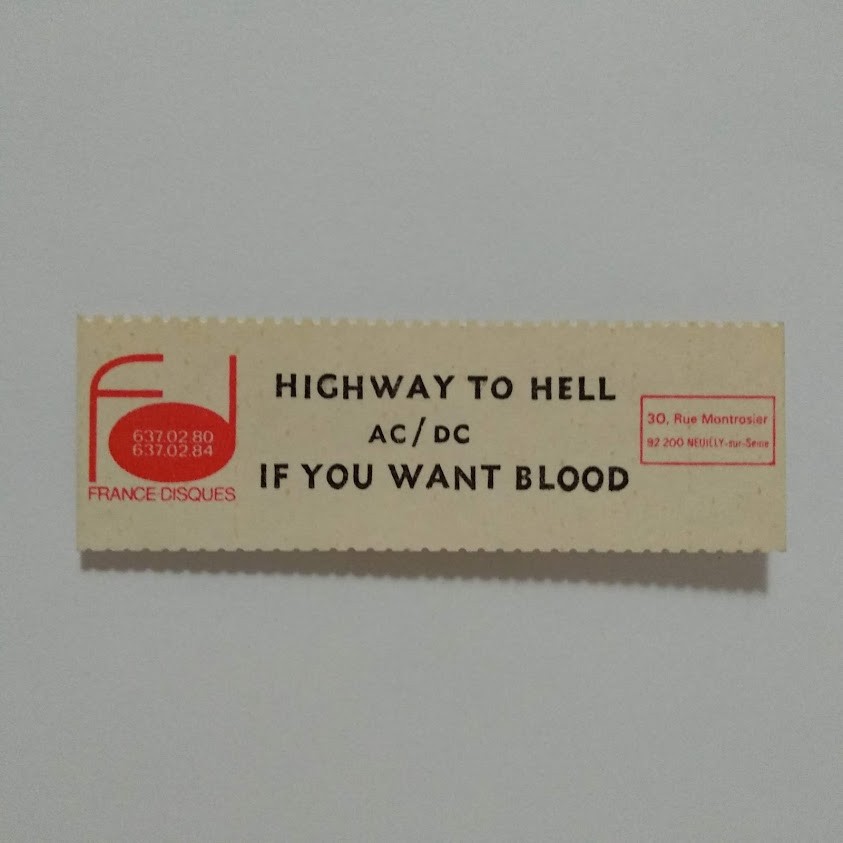 fd
637.02.80
637.02.84
FRANCE-DISQUES
HIGHWAY TO HELL
AC/DC
IF YOU WANT BLOOD
30, Rue Montrosier
92 200 NEUILLY-sur-Seine